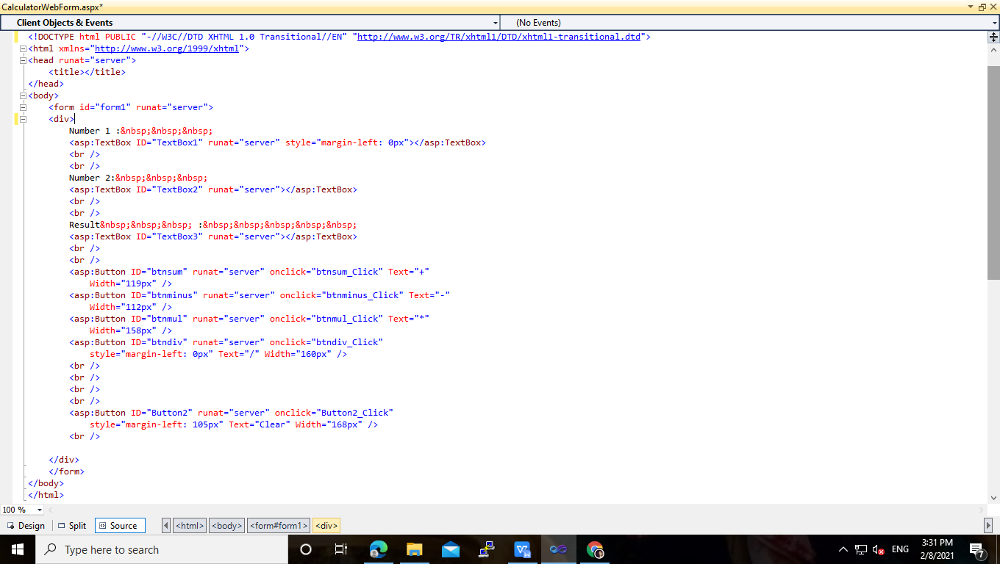 CalculatorWebForm.aspx*
Client Objects & Events
(No Events)
<!DOCTYPE html PUBLIC "-//W3C//DTD XHTML 1.0 Transitional//EN" "http://www.w3.org/TR/xhtml1/DTD/xhtml1-transitional.dtd">
<html xmlns="http://www.w3.org/1999/xhtml">
<head runat="server">
    <title></title>
</head>
<body>
    <form id="form1" runat="server">
    <div>
        Number 1 :&nbsp;&nbsp;&nbsp;
        <asp:TextBox ID="TextBox1" runat="server" style="margin-left: 0px"></asp:TextBox>
        <br />
        <br />
        Number 2:&nbsp;&nbsp;&nbsp;
        <asp:TextBox ID="TextBox2" runat="server"></asp:TextBox>
        <br />
        <br />
        Result&nbsp;&nbsp;&nbsp; :&nbsp;&nbsp;&nbsp;&nbsp;&nbsp;
        <asp:TextBox ID="TextBox3" runat="server"></asp:TextBox>
        <br />
        <br />
        <asp:Button ID="btnsum" runat="server" onclick="btnsum_Click" Text="+"
            Width="119px" />
        <asp:Button ID="btnminus" runat="server" onclick="btnminus_Click" Text="-"
            Width="112px" />
        <asp:Button ID="btnmul" runat="server" onclick="btnmul_Click" Text="*"
            Width="158px" />
        <asp:Button ID="btndiv" runat="server" onclick="btndiv_Click"
            style="margin-left: 0px" Text="/" Width="160px" />
        <br />
        <br />
        <br />
        <br />
        <asp:Button ID="Button2" runat="server" onclick="Button2_Click"
            style="margin-left: 105px" Text="Clear" Width="168px" />
        <br />
    </div>
    </form>
</body>
</html>
100 %
Design Split Source <html> <body> <form#form1> <div>
Type here to search
ENG
3:31 PM
2/8/2021
7